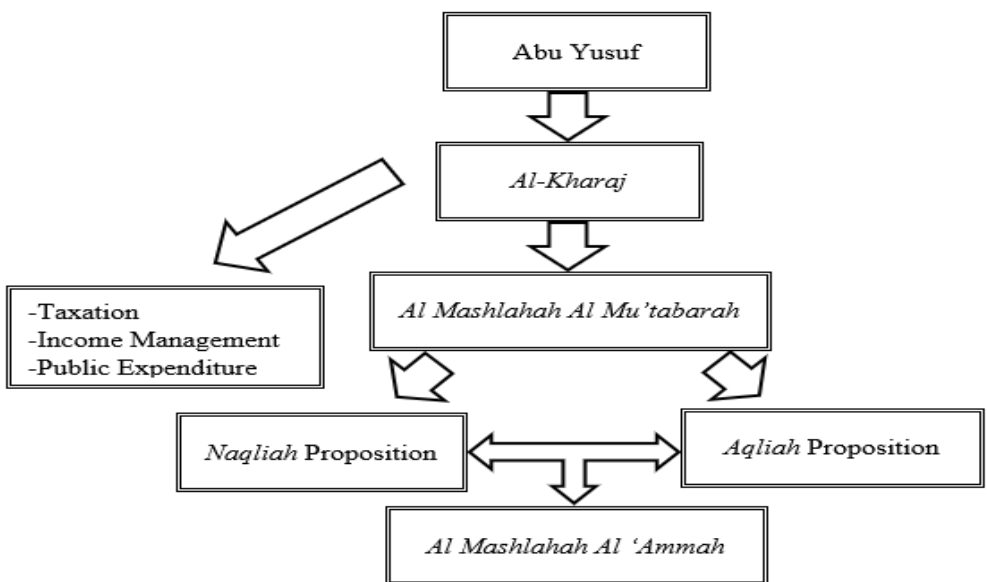 Abu Yusuf
Al-Kharaj
-Taxation
-Income Management
-Public Expenditure
Al Mashlahah Al Mu’tabarah
Naqliah Proposition
Aqliah Proposition
Al Mashlahah Al ‘Ammah